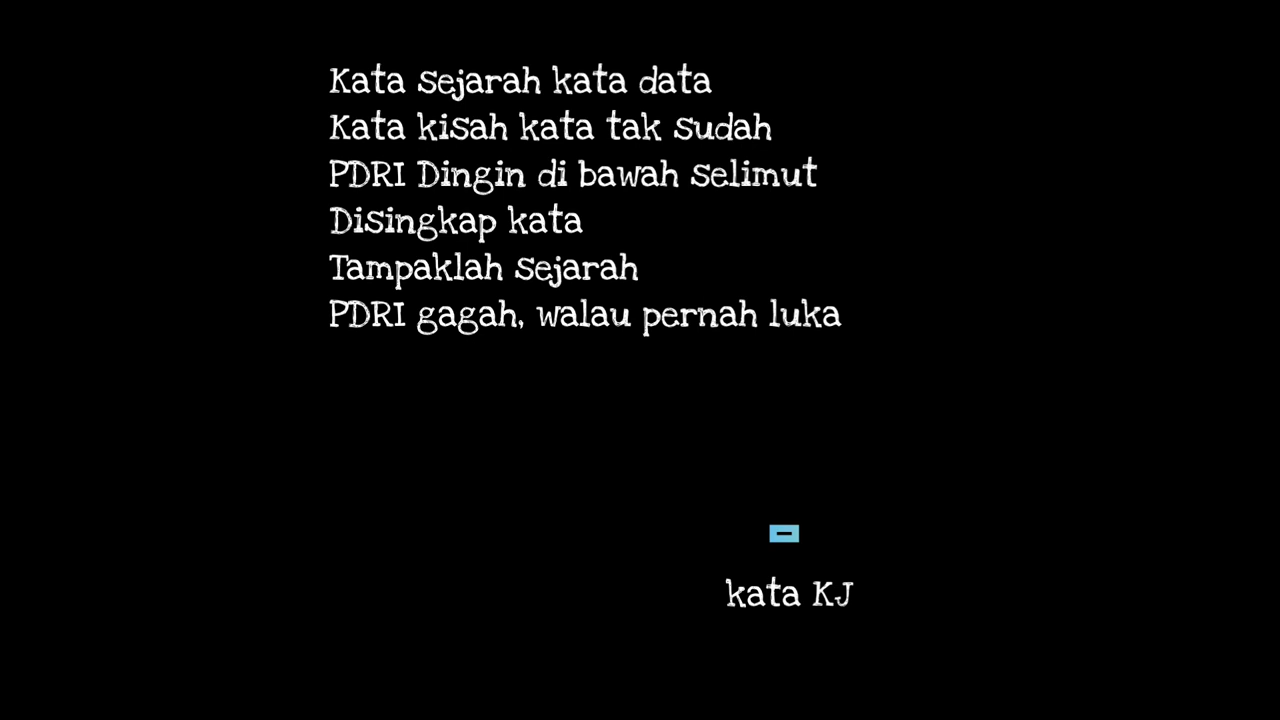 Kata sejarah kata data
Kata kisah kata tak sudah
PDRI Dingin di bawah selimut
Disingkap kata
Tampaklah sejarah
PDRI gagah, walau pernah luka
kata KJ